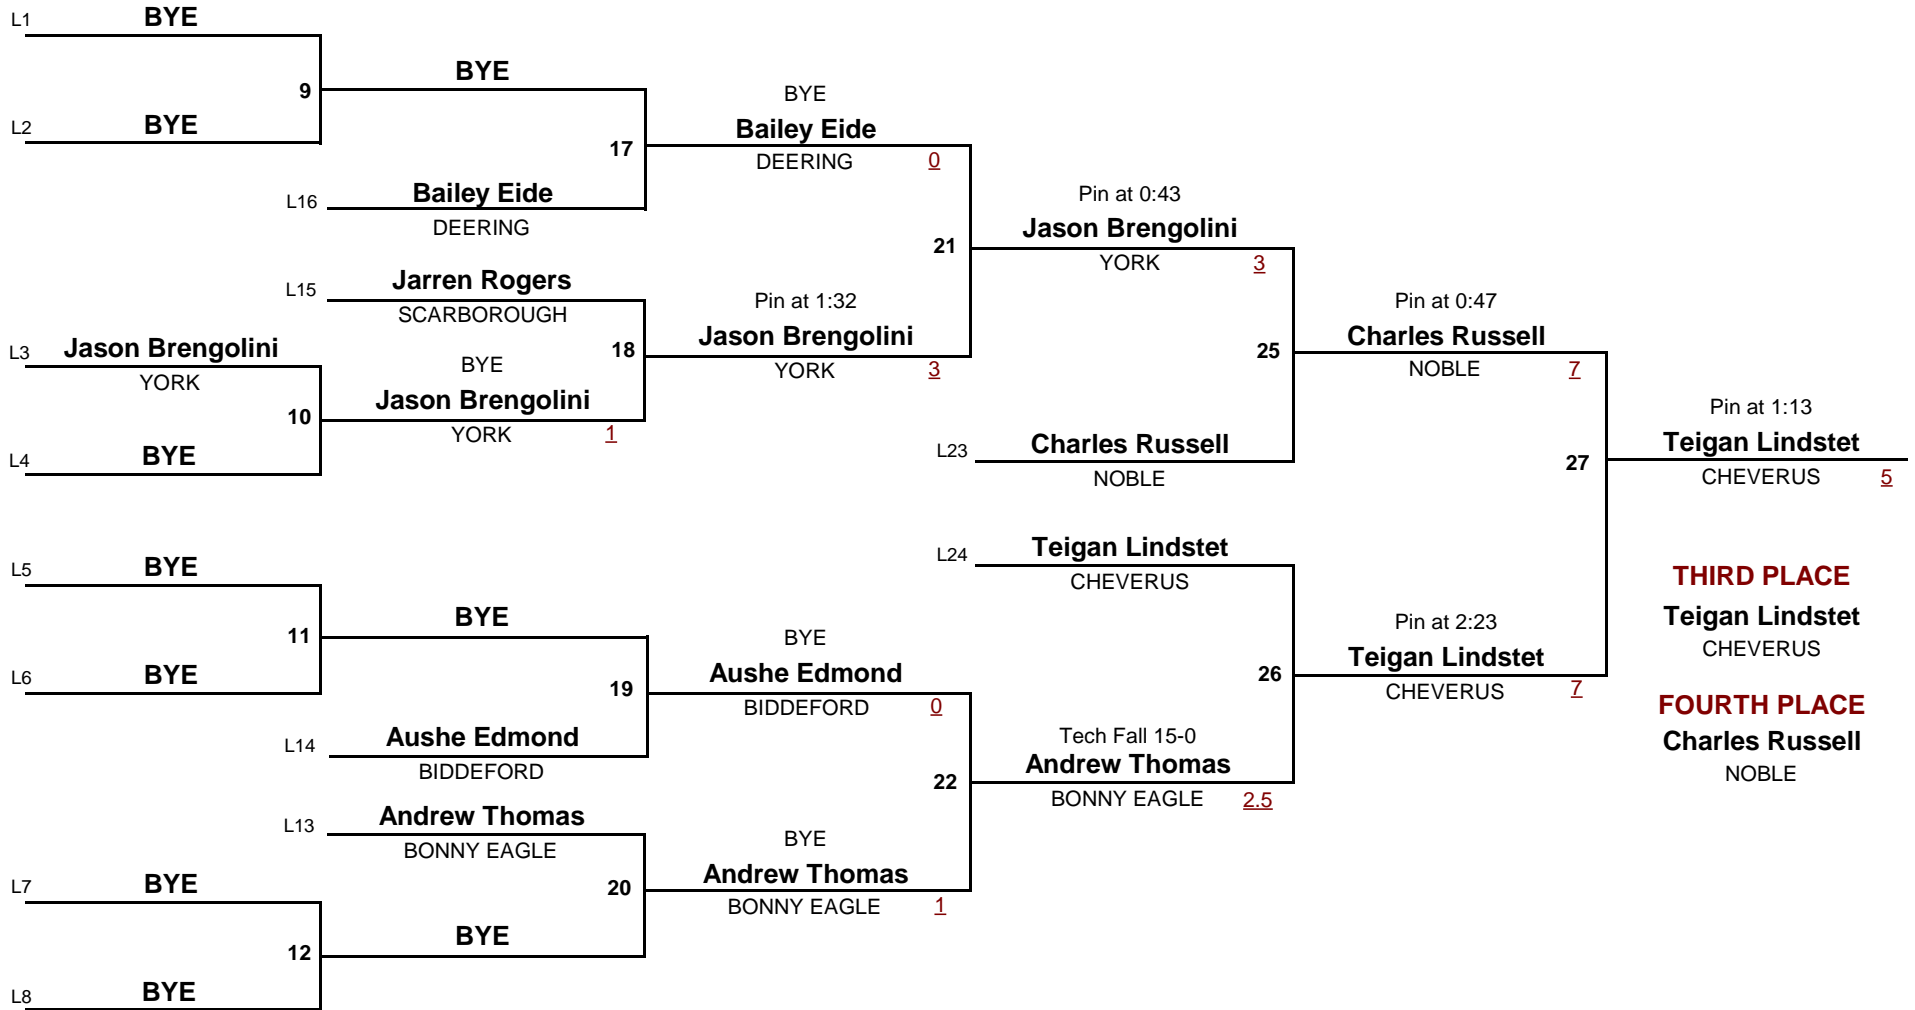 L1 BYE
9
L2 BYE
BYE
17
L16 Bailey Eide
DEERING
BYE
Bailey Eide
DEERING 0
21
L15 Jarren Rogers
SCARBOROUGH
L3 Jason Brengolini
YORK
10
L4 BYE
BYE
Jason Brengolini
YORK 1
18
Pin at 1:32
Jason Brengolini
YORK 3
Pin at 0:43
Jason Brengolini
YORK 3
25
L23 Charles Russell
NOBLE
Pin at 0:47
Charles Russell
NOBLE 7
27
Pin at 1:13
Teigan Lindstet
CHEVERUS 5
L5 BYE
11
L6 BYE
BYE
19
L14 Aushe Edmond
BIDDEFORD
BYE
Aushe Edmond
BIDDEFORD 0
22
L13 Andrew Thomas
BONNY EAGLE
L7 BYE
12
L8 BYE
BYE
20
BYE
Andrew Thomas
BONNY EAGLE 1
L24 Teigan Lindstet
CHEVERUS
26
Tech Fall 15-0
Andrew Thomas
BONNY EAGLE 2.5
Pin at 2:23
Teigan Lindstet
CHEVERUS 7
THIRD PLACE
Teigan Lindstet
CHEVERUS
FOURTH PLACE
Charles Russell
NOBLE